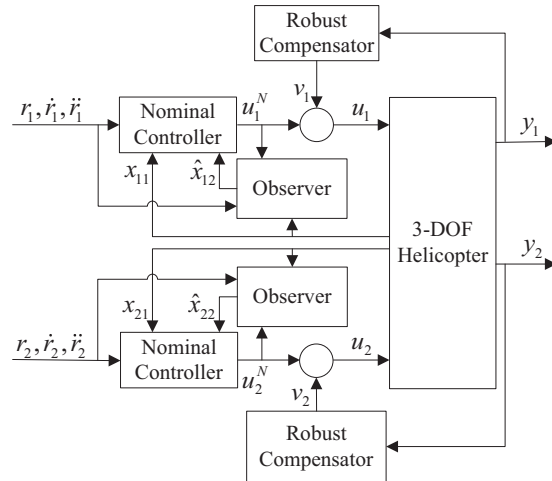 Robust
Compensator
v₁
r₁, ṙ₁, r̈₁
Nominal
Controller
u₁ᴺ
u₁
y₁
x₁₁
x̂₁₂
Observer
3-DOF
Helicopter
y₂
x₂₁
x̂₂₂
Observer
r₂, ṙ₂, r̈₂
Nominal
Controller
u₂ᴺ
u₂
v₂
Robust
Compensator